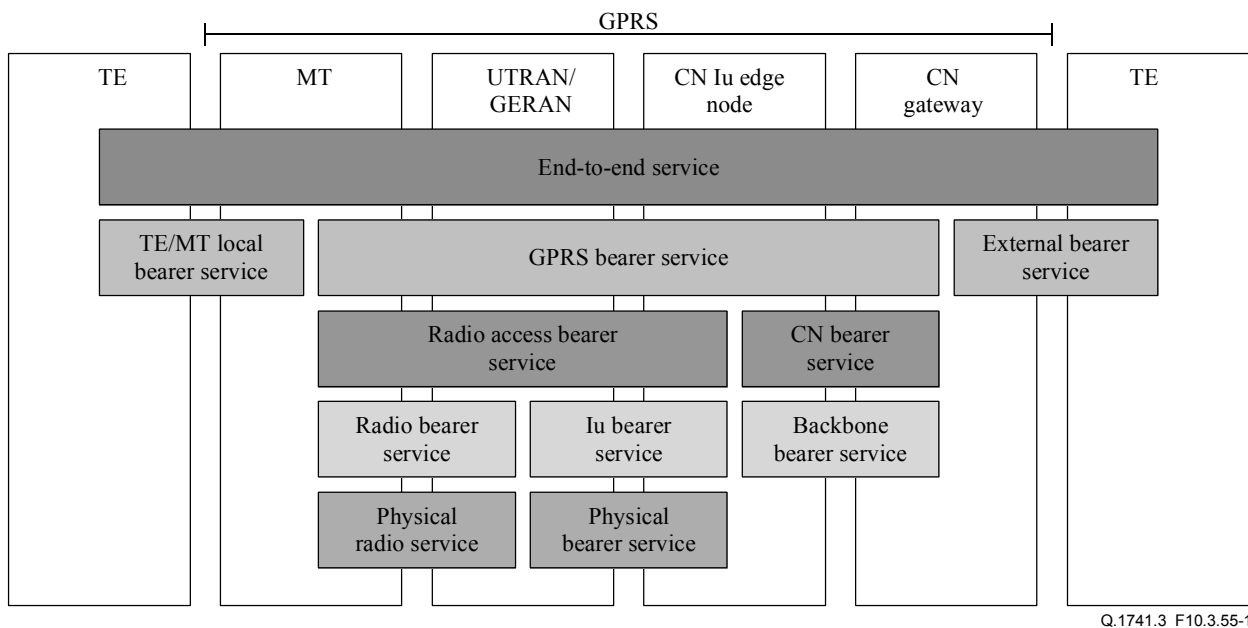 GPRS
TE
MT
UTRAN/
GERAN
CN Iu edge
node
CN
gateway
TE
End-to-end service
TE/MT local
bearer service
GPRS bearer service
External bearer
service
Radio access bearer
service
CN bearer
service
Radio bearer
service
Iu bearer
service
Backbone
bearer service
Physical
radio service
Physical
bearer service
Q.1741.3_F10.3.55-1